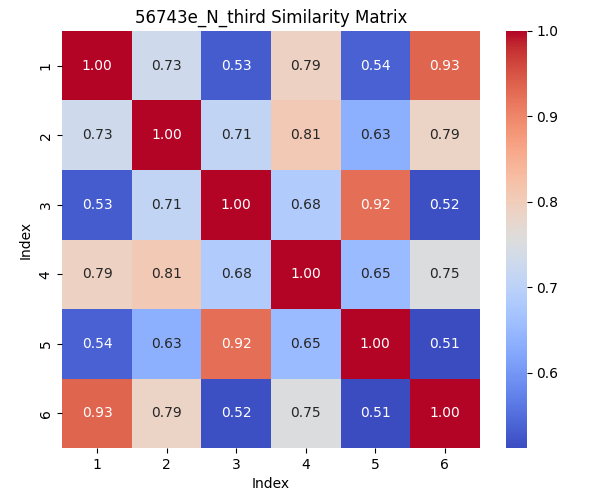 56743e_N_third Similarity Matrix
1 1.00 0.73 0.53 0.79 0.54 0.93
2 0.73 1.00 0.71 0.81 0.63 0.79
3 0.53 0.71 1.00 0.68 0.92 0.52
4 0.79 0.81 0.68 1.00 0.65 0.75
5 0.54 0.63 0.92 0.65 1.00 0.51
6 0.93 0.79 0.52 0.75 0.51 1.00
1 2 3 4 5 6
Index
Index
1.0
0.9
0.8
0.7
0.6